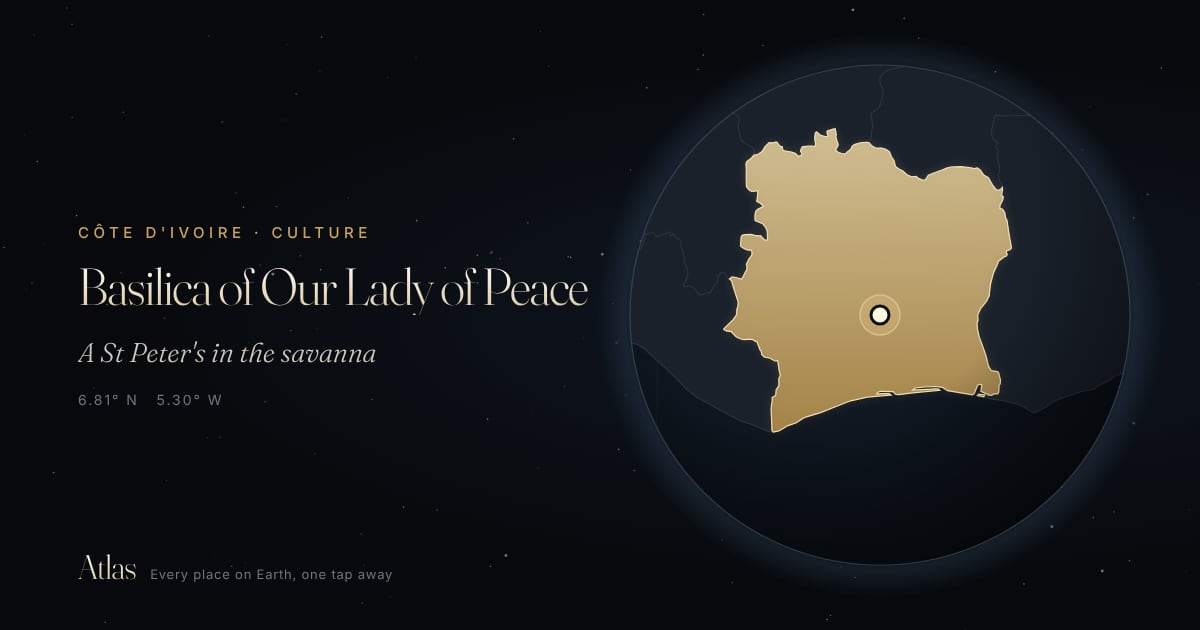 CÔTE D'IVOIRE · CULTURE
Basilica of Our Lady of Peace
A St Peter's in the savanna
6.81° N 5.30° W
Atlas Every place on Earth, one tap away